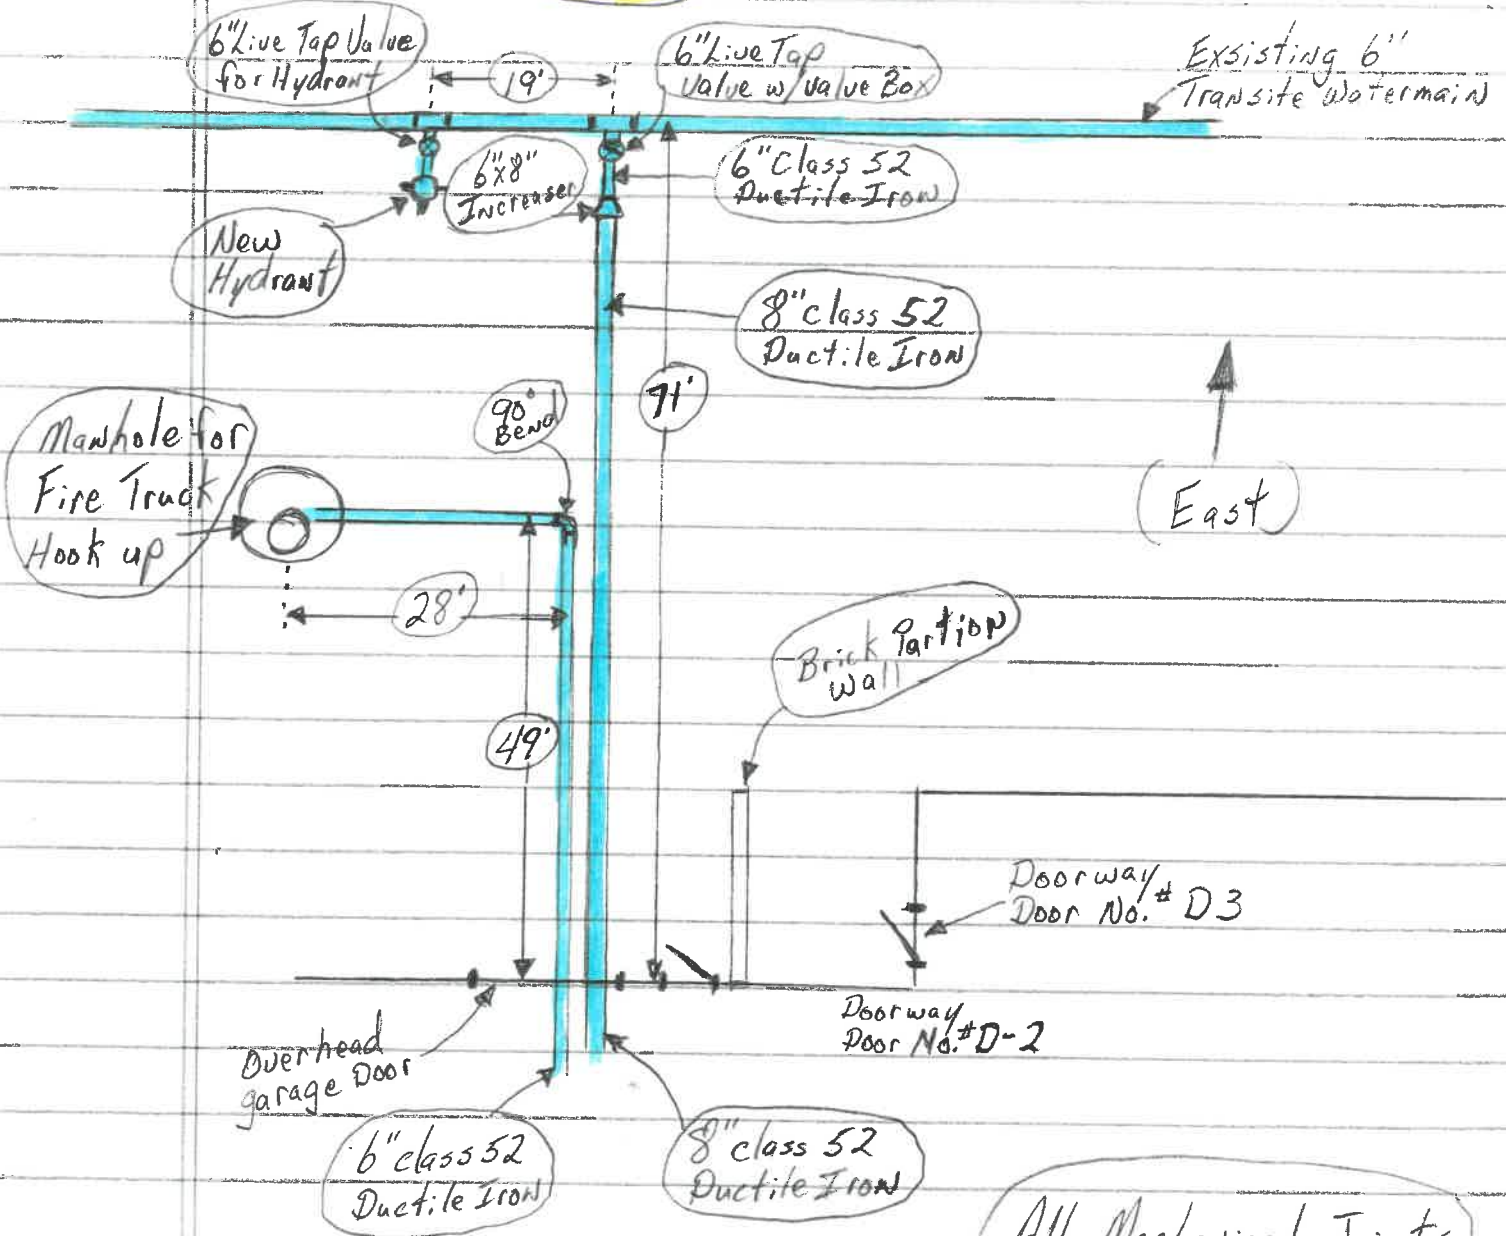 6" Live Tap Value
for Hydrant
19'
6" Live Tap
Value w/value Box
Exsisting 6"
Transite Watermain
6"x8"
Increaser
6" Class 52
Ductile Iron
New
Hydrant
8" class 52
Ductile Iron
90°
Bend
71'
Manhole for
Fire Truck
Hook up
(East)
28'
Brick Partion
Wall
49'
Doorway
Door No.# D3
Doorway
Door No.# D-2
Overhead
garage Door
6" class 52
Ductile Iron
8" class 52
Ductile Iron
All Mechanical Joints